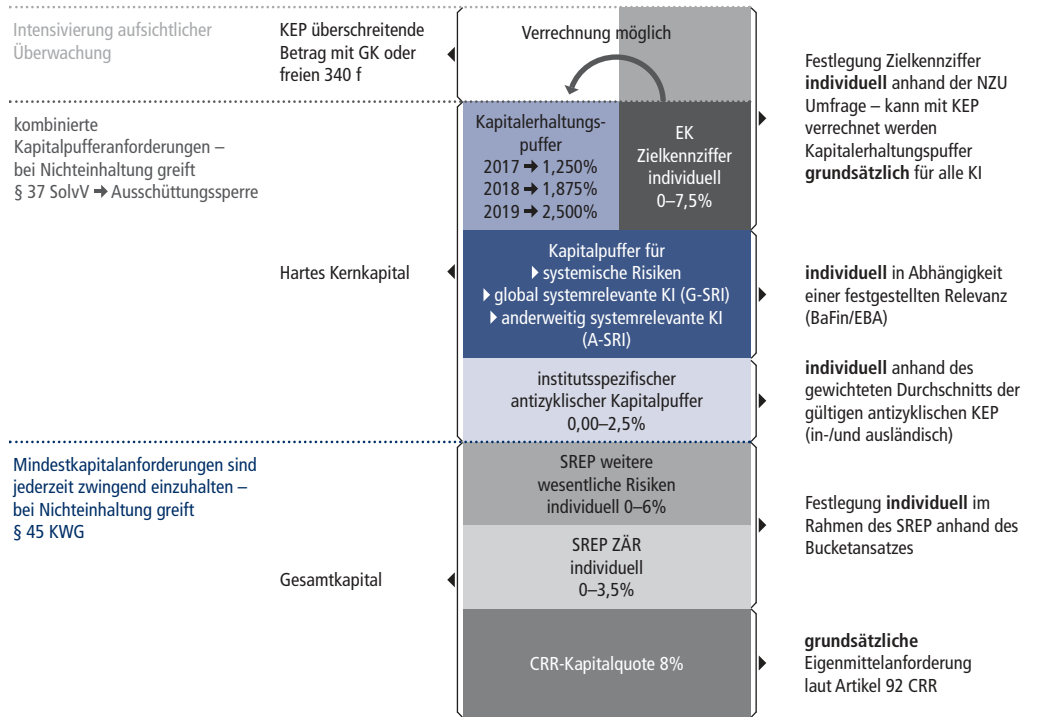 Intensivierung aufsichtlicher
Überwachung
KEP überschreitende
Betrag mit GK oder
freien 340 f
Verrechnung möglich
Festlegung Zielkennziffer
individuell anhand der NZU
Umfrage – kann mit KEP
verrechnet werden
Kapitalerhaltungspuffer
grundsätzlich für alle KI
kombinierte
Kapitalpufferanforderungen –
bei Nichteinhaltung greift
§ 37 SolvV ➔ Ausschüttungssperre
Kapitalerhaltungs-
puffer
2017 ➔ 1,250%
2018 ➔ 1,875%
2019 ➔ 2,500%
EK
Zielkennziffer
individuell
0–7,5%
Hartes Kernkapital
Kapitalpuffer für
systemische Risiken
global systemrelevante KI (G-SRI)
anderweitig systemrelevante KI
(A-SRI)
individuell in Abhängigkeit
einer festgestellten Relevanz
(BaFin/EBA)
institutsspezifischer
antizyklischer Kapitalpuffer
0,00–2,5%
individuell anhand des
gewichteten Durchschnitts der
gültigen antizyklischen KEP
(in-/und ausländisch)
Mindestkapitalanforderungen sind
jederzeit zwingend einzuhalten –
bei Nichteinhaltung greift
§ 45 KWG
SREP weitere
wesentliche Risiken
individuell 0–6%
Festlegung individuell im
Rahmen des SREP anhand des
Bucketansatzes
Gesamtkapital
SREP ZÄR
individuell
0–3,5%
CRR-Kapitalquote 8%
grundsätzliche
Eigenmittelanforderung
laut Artikel 92 CRR